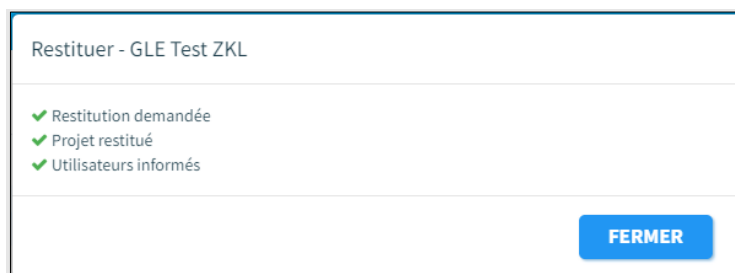 Restituer - GLE Test ZKL
Restitution demandée
Projet restitué
Utilisateurs informés
FERMER